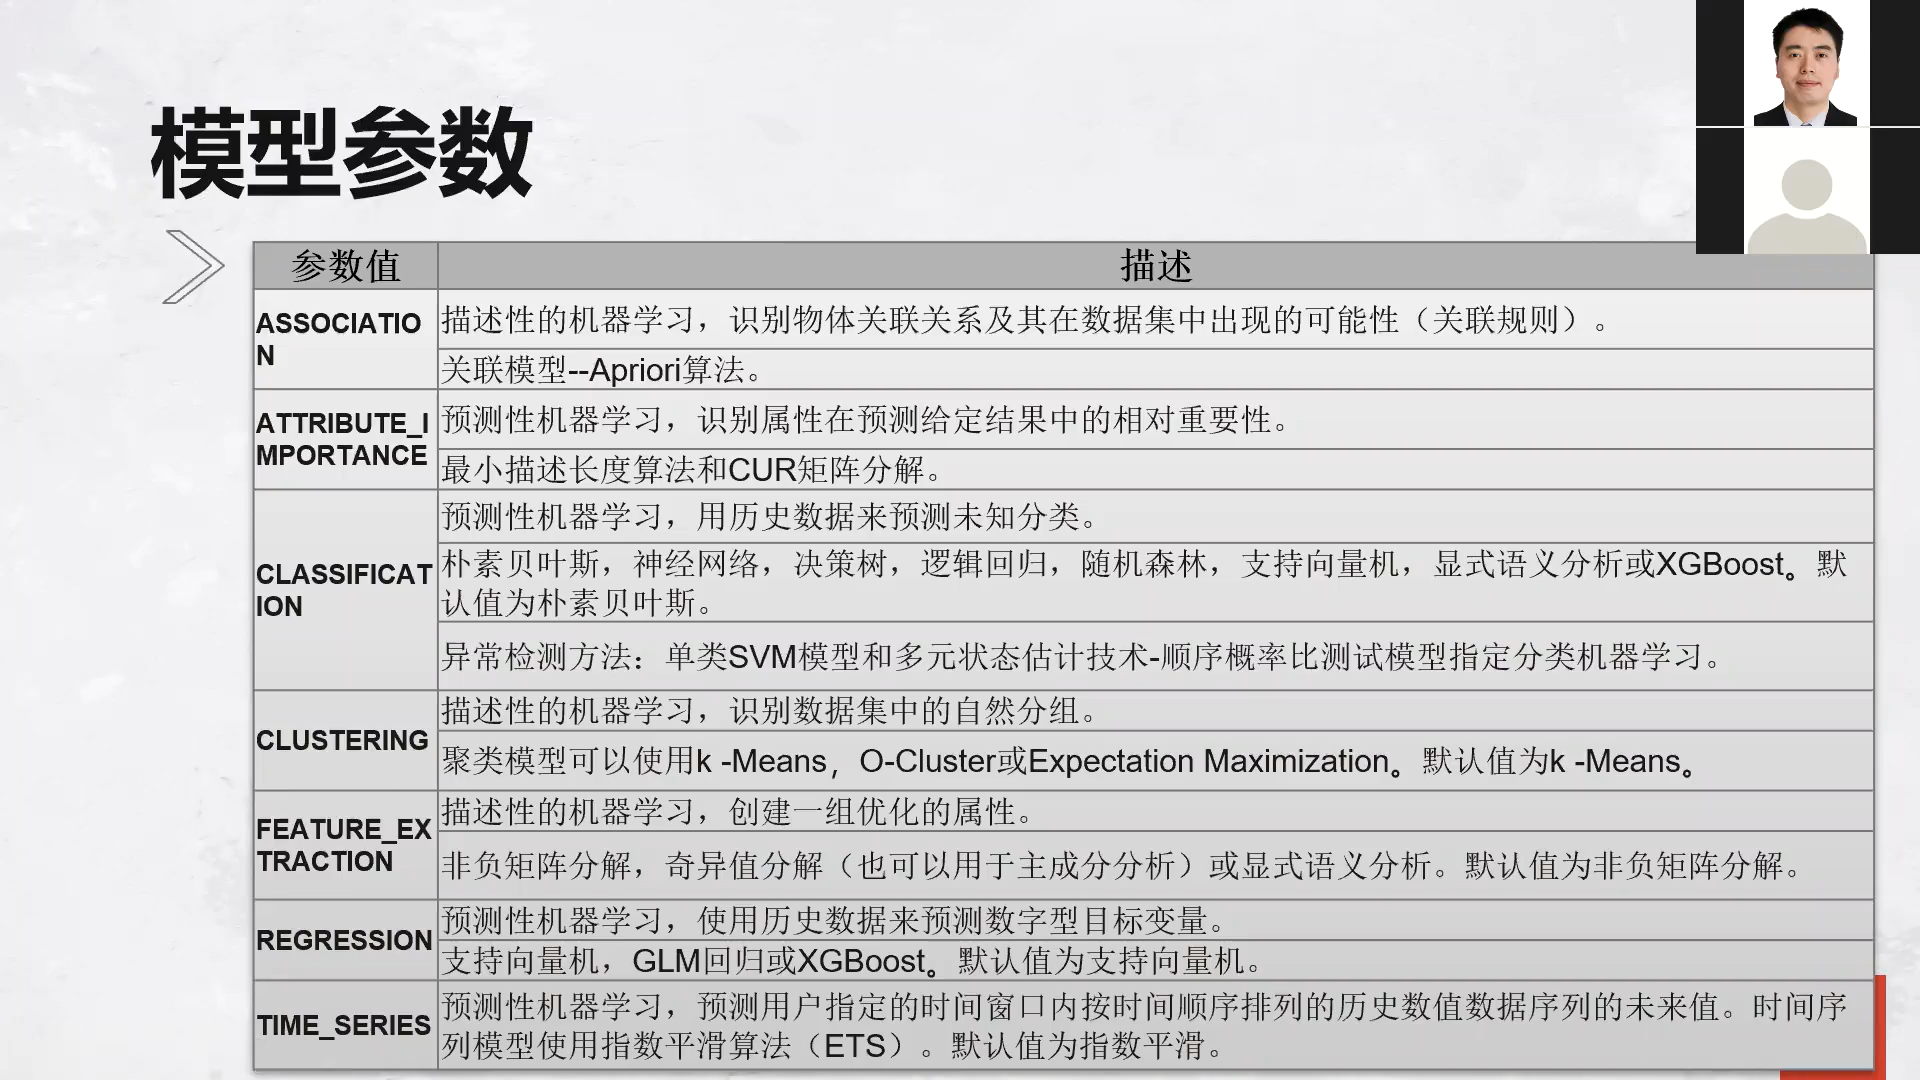 模型参数
参数值
描述
ASSOCIATIO
N
描述性的机器学习，识别物体关联关系及其在数据集中出现的可能性（关联规则）。
关联模型--Apriori算法。
ATTRIBUTE_I
MPORTANCE
预测性机器学习，识别属性在预测给定结果中的相对重要性。
最小描述长度算法和CUR矩阵分解。
CLASSIFICAT
ION
预测性机器学习，用历史数据来预测未知分类。
朴素贝叶斯，神经网络，决策树，逻辑回归，随机森林，支持向量机，显式语义分析或XGBoost。默
认值为朴素贝叶斯。
异常检测方法：单类SVM模型和多元状态估计技术-顺序概率比测试模型指定分类机器学习。
CLUSTERING
描述性的机器学习，识别数据集中的自然分组。
聚类模型可以使用k -Means，O-Cluster或Expectation Maximization。默认值为k -Means。
FEATURE_EX
TRACTION
描述性的机器学习，创建一组优化的属性。
非负矩阵分解，奇异值分解（也可以用于主成分分析）或显式语义分析。默认值为非负矩阵分解。
REGRESSION
预测性机器学习，使用历史数据来预测数字型目标变量。
支持向量机，GLM回归或XGBoost。默认值为支持向量机。
TIME_SERIES
预测性机器学习，预测用户指定的时间窗口内按时间顺序排列的历史数值数据序列的未来值。时间序
列模型使用指数平滑算法（ETS）。默认值为指数平滑。